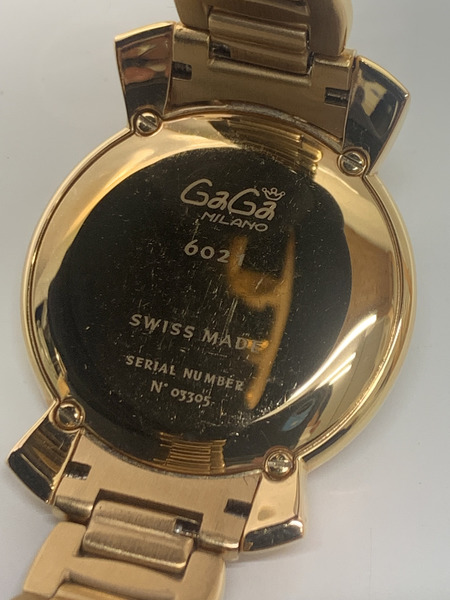 GaGa
MILANO
6021
SWISS MADE
SERIAL NUMBER
N° 03305